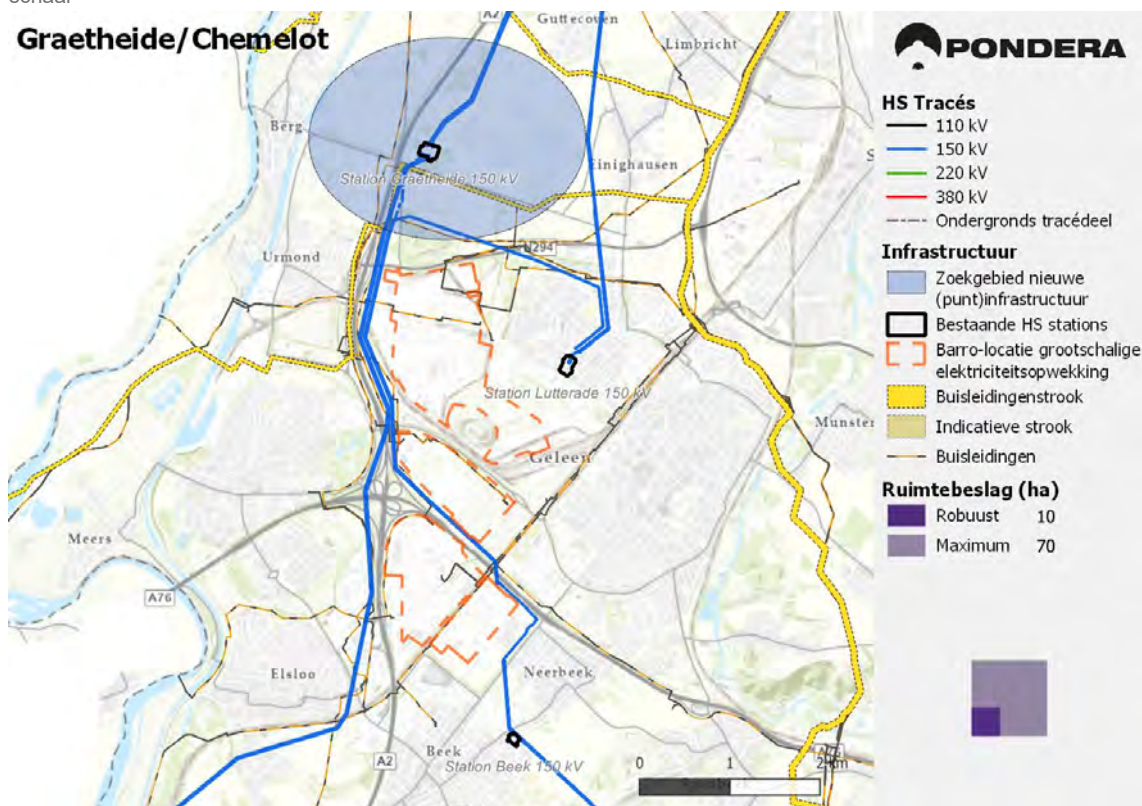 schaal
Graetheide/Chemelot
A2
Guttecoven
Limbricht
Berg
Einighausen
Station Graetheide 150 kV
N294
Urmond
Station Lutterade 150 kV
Munster
Geleen
Meers
A76
Elsloo
Neerbeek
A2
Beek
Station Beek 150 kV
0 1 2 km
PONDERA
HS Tracés
110 kV
150 kV
220 kV
380 kV
Ondergronds tracédeel
Infrastructuur
Zoekgebied nieuwe
(punt)infrastructuur
Bestaande HS stations
Barro-locatie grootschalige
elektriciteitsopwekking
Buisleidingenstrook
Indicatieve strook
Buisleidingen
Ruimtebeslag (ha)
Robuust 10
Maximum 70